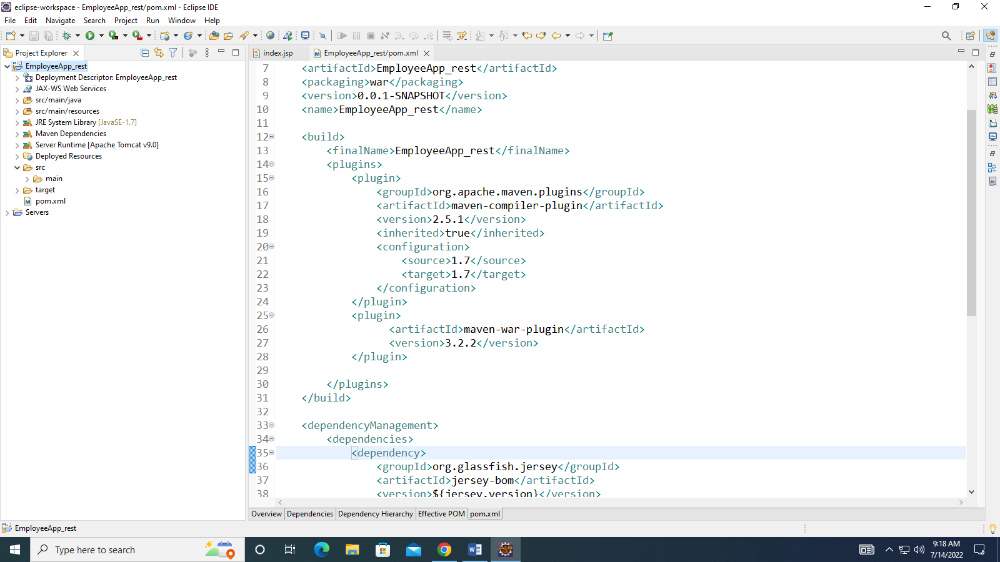 eclipse-workspace - EmployeeApp_rest/pom.xml - Eclipse IDE
File Edit Navigate Search Project Run Window Help
Project Explorer
EmployeeApp_rest
Deployment Descriptor: EmployeeApp_rest
JAX-WS Web Services
src/main/java
src/main/resources
JRE System Library [JavaSE-1.7]
Maven Dependencies
Server Runtime [Apache Tomcat v9.0]
Deployed Resources
src
main
target
pom.xml
Servers
index.jsp EmployeeApp_rest/pom.xml
7 <artifactId>EmployeeApp_rest</artifactId>
8 <packaging>war</packaging>
9 <version>0.0.1-SNAPSHOT</version>
10 <name>EmployeeApp_rest</name>
11
12 <build>
13 <finalName>EmployeeApp_rest</finalName>
14 <plugins>
15 <plugin>
16 <groupId>org.apache.maven.plugins</groupId>
17 <artifactId>maven-compiler-plugin</artifactId>
18 <version>2.5.1</version>
19 <inherited>true</inherited>
20 <configuration>
21 <source>1.7</source>
22 <target>1.7</target>
23 </configuration>
24 </plugin>
25 <plugin>
26 <artifactId>maven-war-plugin</artifactId>
27 <version>3.2.2</version>
28 </plugin>
29
30 </plugins>
31 </build>
32
33 <dependencyManagement>
34 <dependencies>
35 <dependency>
36 <groupId>org.glassfish.jersey</groupId>
37 <artifactId>jersey-bom</artifactId>
38 <version>${jersey.version}</version>
Overview Dependencies Dependency Hierarchy Effective POM pom.xml
EmployeeApp_rest
Type here to search
9:18 AM
7/14/2022